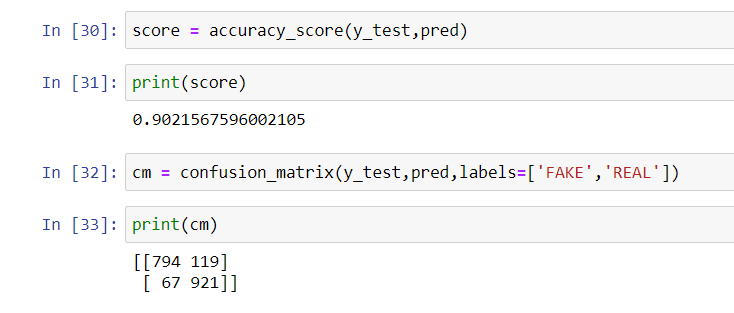 In [30]: score = accuracy_score(y_test,pred)
In [31]: print(score)
0.9021567596002105
In [32]: cm = confusion_matrix(y_test,pred,labels=['FAKE','REAL'])
In [33]: print(cm)
[[794 119]
[ 67 921]]